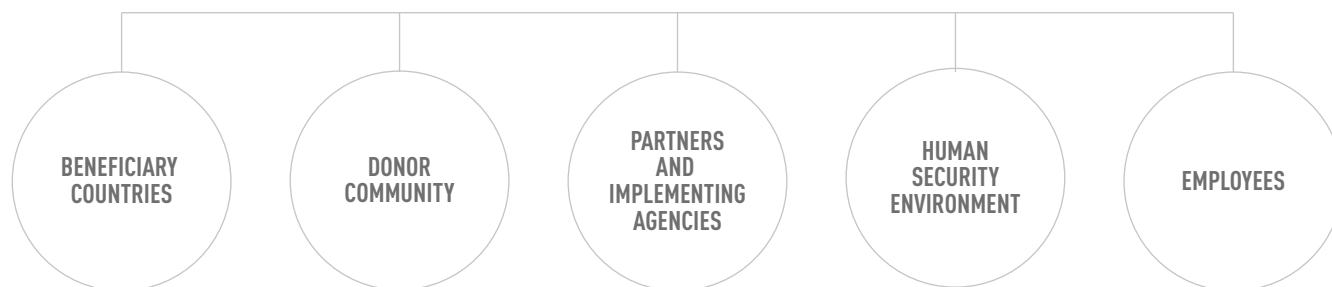 BENEFICIARY
COUNTRIES
DONOR
COMMUNITY
PARTNERS
AND
IMPLEMENTING
AGENCIES
HUMAN
SECURITY
ENVIRONMENT
EMPLOYEES